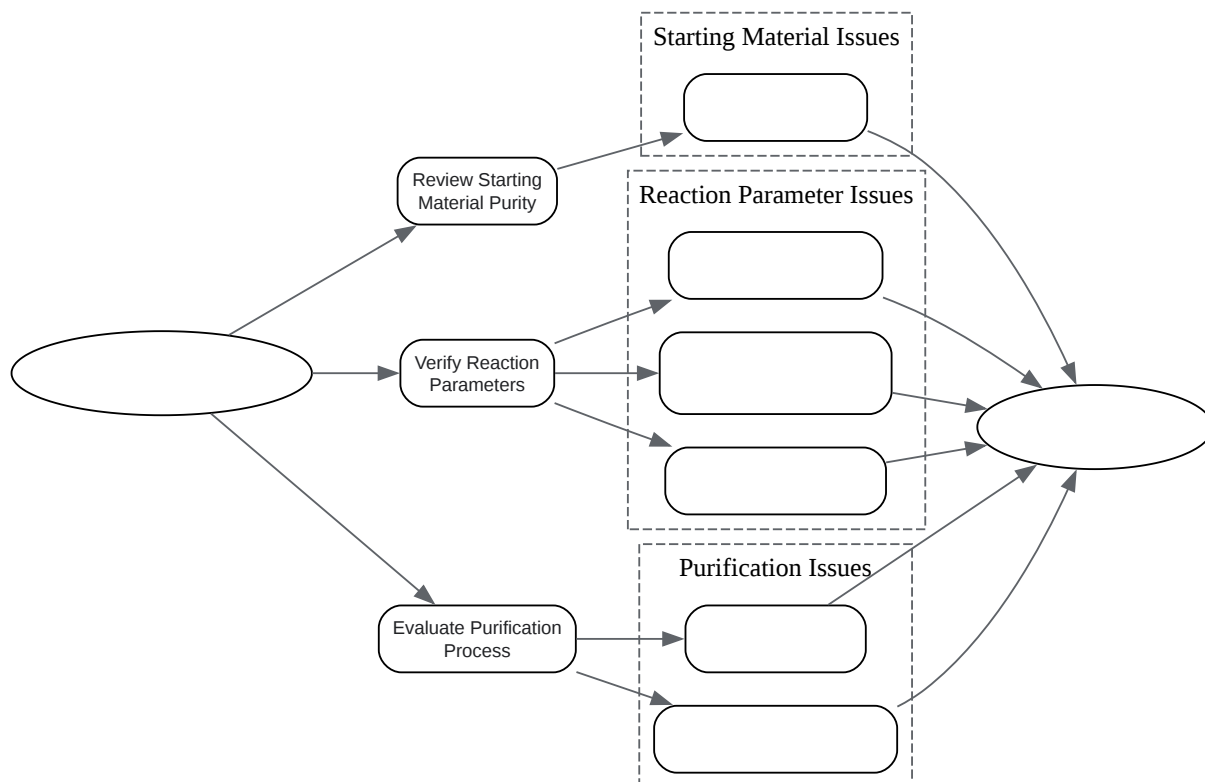 Starting Material Issues
Review Starting
Material Purity
Reaction Parameter Issues
Verify Reaction
Parameters
Purification Issues
Evaluate Purification
Process